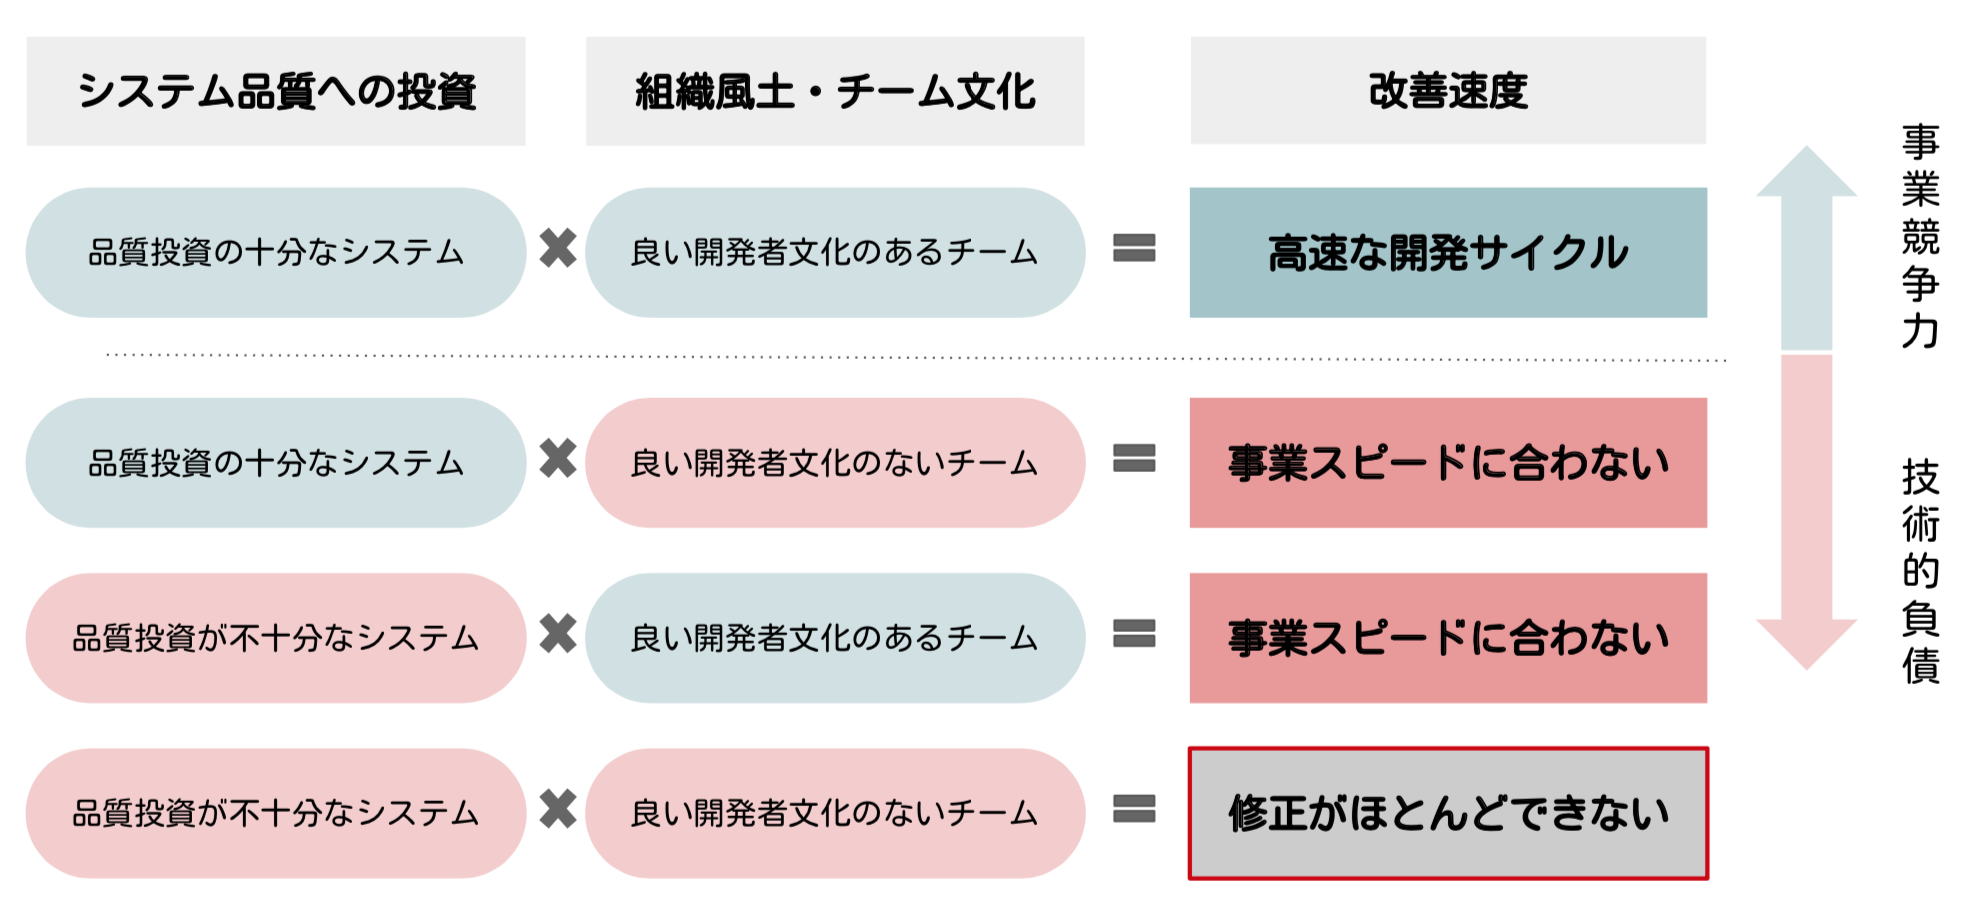 システム品質への投資
組織風土・チーム文化
改善速度
品質投資の十分なシステム
✖
良い開発者文化のあるチーム
=
高速な開発サイクル
品質投資の十分なシステム
✖
良い開発者文化のないチーム
=
事業スピードに合わない
品質投資が不十分なシステム
✖
良い開発者文化のあるチーム
=
事業スピードに合わない
品質投資が不十分なシステム
✖
良い開発者文化のないチーム
=
修正がほとんどできない
事業競争力
技術的負債